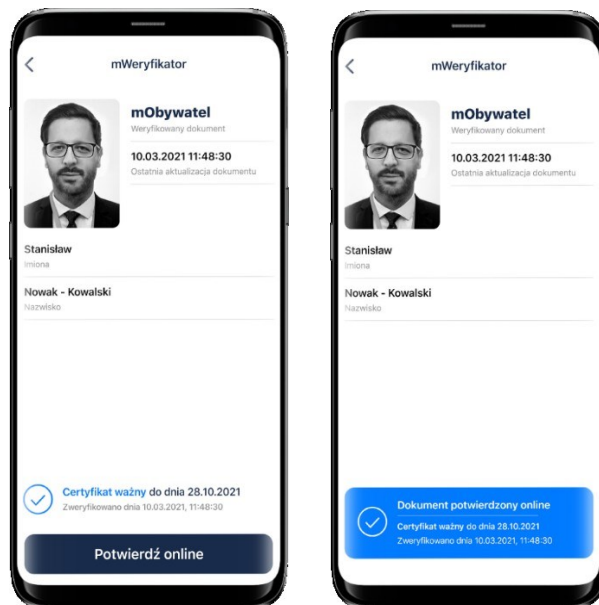 mWeryfikator
mObywatel
Weryfikowany dokument
10.03.2021 11:48:30
Ostatnia aktualizacja dokumentu
Stanisław
Imiona
Nowak - Kowalski
Nazwisko
Certyfikat ważny do dnia 28.10.2021
Zweryfikowano dnia 10.03.2021, 11:48:30
Potwierdź online
mWeryfikator
mObywatel
Weryfikowany dokument
10.03.2021 11:48:30
Ostatnia aktualizacja dokumentu
Stanisław
Imiona
Nowak - Kowalski
Nazwisko
Dokument potwierdzony online
Certyfikat ważny do dnia 28.10.2021
Zweryfikowano dnia 10.03.2021, 11:48:30